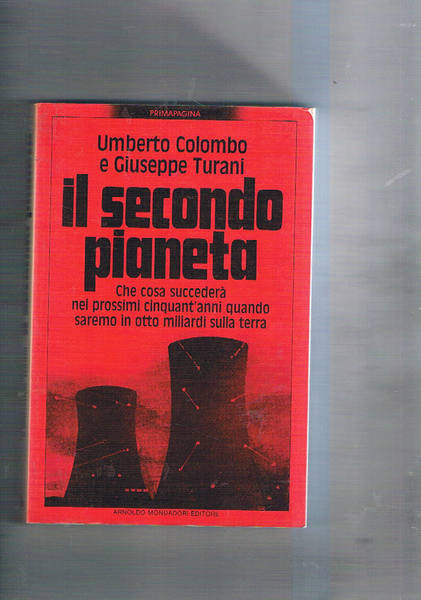 PRIMAPAGINA
Umberto Colombo
e Giuseppe Turani
il secondo
pianeta
Che cosa succederà
nei prossimi cinquant'anni quando
saremo in otto miliardi sulla terra
ARNOLDO MONDADORI EDITORE